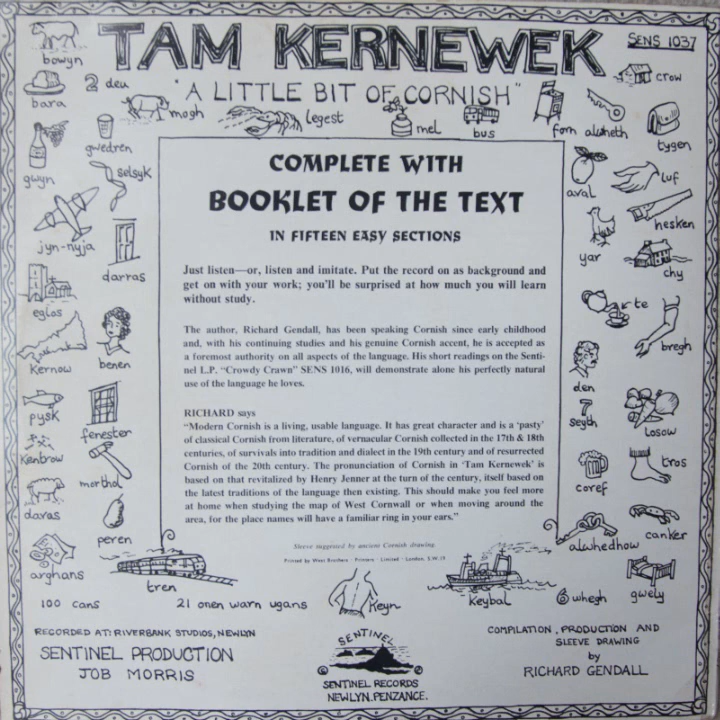 TAM KERNEWEK
SENS 1037
"A LITTLE BIT OF CORNISH"
bowyn
bara
2 deu
mogh
legest
mel
bus
forn
alwheth
crow
tygen
gwyn
gwedren
selsyk
jyn-nyja
darras
eglos
Kernow
benen
pysk
fenester
Kenbrow
morthol
davas
peren
arghans
tren
100 cans
21 onen warn ugans
Keyn
Keybal
6 whegh
gwely
aval
luf
hesken
yar
chy
te
bregh
den
7
seyth
losow
coref
tros
canker
alwhedhow
COMPLETE WITH
BOOKLET OF THE TEXT
IN FIFTEEN EASY SECTIONS
Just listen—or, listen and imitate. Put the record on as background and
get on with your work; you'll be surprised at how much you will learn
without study.
The author, Richard Gendall, has been speaking Cornish since early childhood
and, with his continuing studies and his genuine Cornish accent, he is accepted as
a foremost authority on all aspects of the language. His short readings on the Senti-
nel L.P. "Crowdy Crawn" SENS 1016, will demonstrate alone his perfectly natural
use of the language he loves.
RICHARD says
"Modern Cornish is a living, usable language. It has great character and is a 'pasty'
of classical Cornish from literature, of vernacular Cornish collected in the 17th & 18th
centuries, of survivals into tradition and dialect in the 19th century and of resurrected
Cornish of the 20th century. The pronunciation of Cornish in 'Tam Kernewek' is
based on that revitalized by Henry Jenner at the turn of the century, itself based on
the latest traditions of the language then existing. This should make you feel more
at home when studying the map of West Cornwall or when moving around the
area, for the place names will have a familiar ring in your ears."
Sleeve suggested by ancient Cornish drawing.
Printed by West Brothers · Printers · Limited · London, S.W.19
RECORDED AT: RIVERBANK STUDIOS, NEWLYN
SENTINEL PRODUCTION
JOB MORRIS
SENTINEL
SENTINEL RECORDS
NEWLYN. PENZANCE.
COMPILATION, PRODUCTION AND
SLEEVE DRAWING
by
RICHARD GENDALL